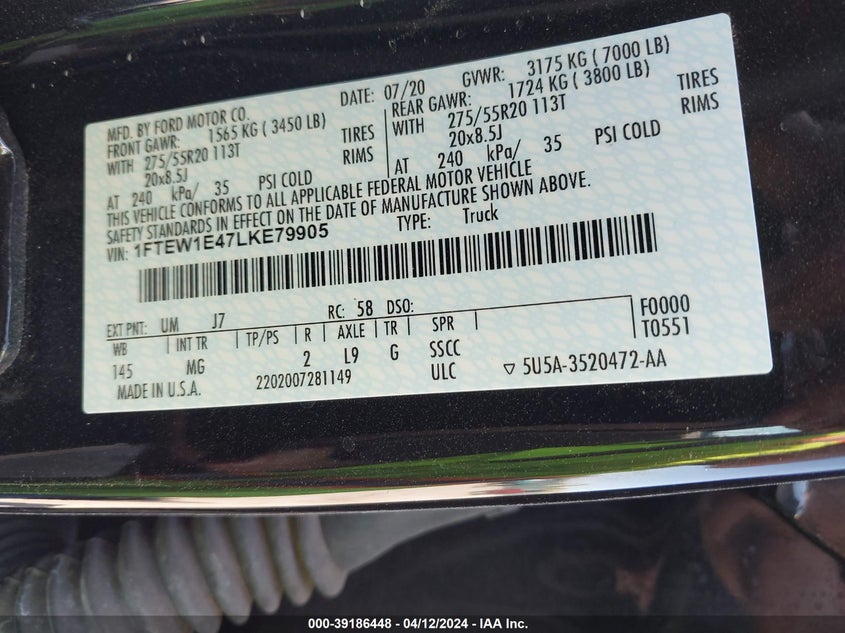 MFD. BY FORD MOTOR CO. DATE: 07/20 GVWR: 3175 KG ( 7000 LB)
FRONT GAWR: 1565 KG ( 3450 LB) REAR GAWR: 1724 KG ( 3800 LB)
WITH 275/55R20 113T TIRES WITH 275/55R20 113T TIRES
20x8.5J RIMS 20x8.5J RIMS
AT 240 kPa/ 35 PSI COLD AT 240 kPa/ 35 PSI COLD
THIS VEHICLE CONFORMS TO ALL APPLICABLE FEDERAL MOTOR VEHICLE
SAFETY STANDARDS IN EFFECT ON THE DATE OF MANUFACTURE SHOWN ABOVE.
VIN: 1FTEW1E47LKE79905 TYPE: Truck
EXT PNT: UM J7 RC: 58 DSO: F0000
WB INT TR TP/PS R AXLE TR SPR T0551
145 MG 2 L9 G SSCC
MADE IN U.S.A. 2202007281149 ULC ▽ 5U5A-3520472-AA
000-39186448 - 04/12/2024 - IAA Inc.